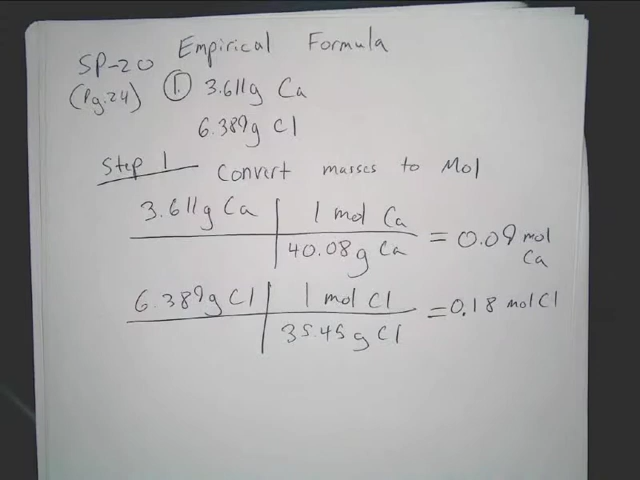 SP-20 Empirical Formula
(Pg.24) 1. 3.611g Ca
6.389g Cl
Step 1 Convert masses to Mol
3.611g Ca 1 mol Ca
40.08g Ca = 0.09 mol Ca
6.389g Cl 1 mol Cl
35.45g Cl = 0.18 mol Cl